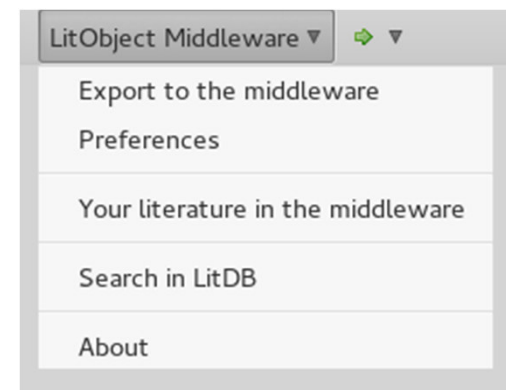 LitObject Middleware
Export to the middleware
Preferences
Your literature in the middleware
Search in LitDB
About